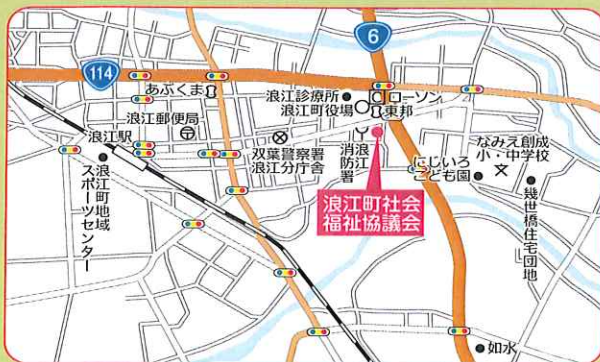 6
114
あぶくま
浪江診療所
ローソン
浪江町役場
東邦
浪江郵便局
浪江駅
双葉警察署
浪江分庁舎
浪江
消防署
なみえ創成
小・中学校
にじいろ
こども園
浪江町地域
スポーツセンター
浪江町社会
福祉協議会
幾世橋住宅団地
如水